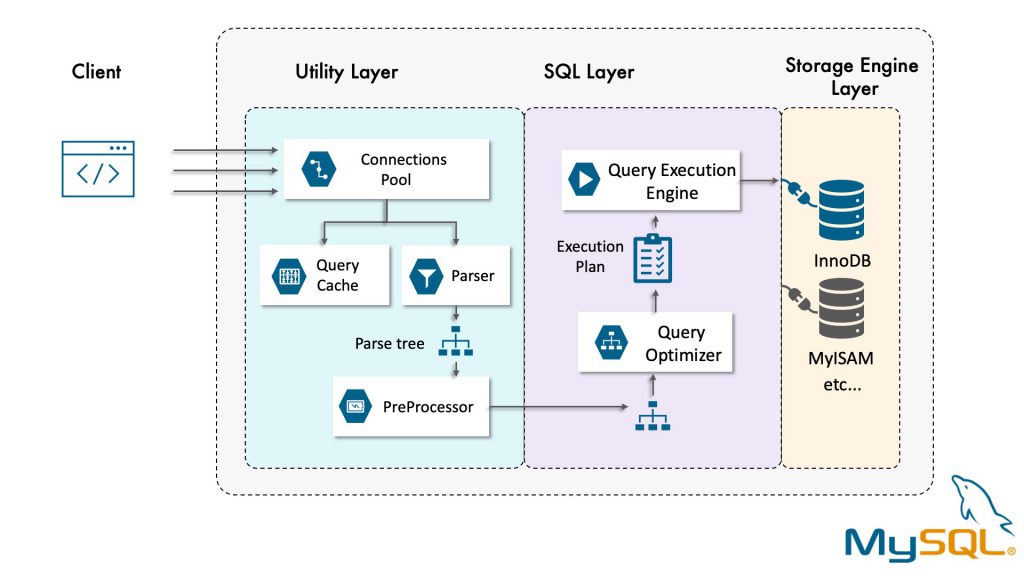 Client
Utility Layer
SQL Layer
Storage Engine
Layer
Connections
Pool
Query
Cache
Parser
Parse tree
PreProcessor
Query Execution
Engine
Execution
Plan
Query
Optimizer
InnoDB
MyISAM
etc...
</>
MySQL®